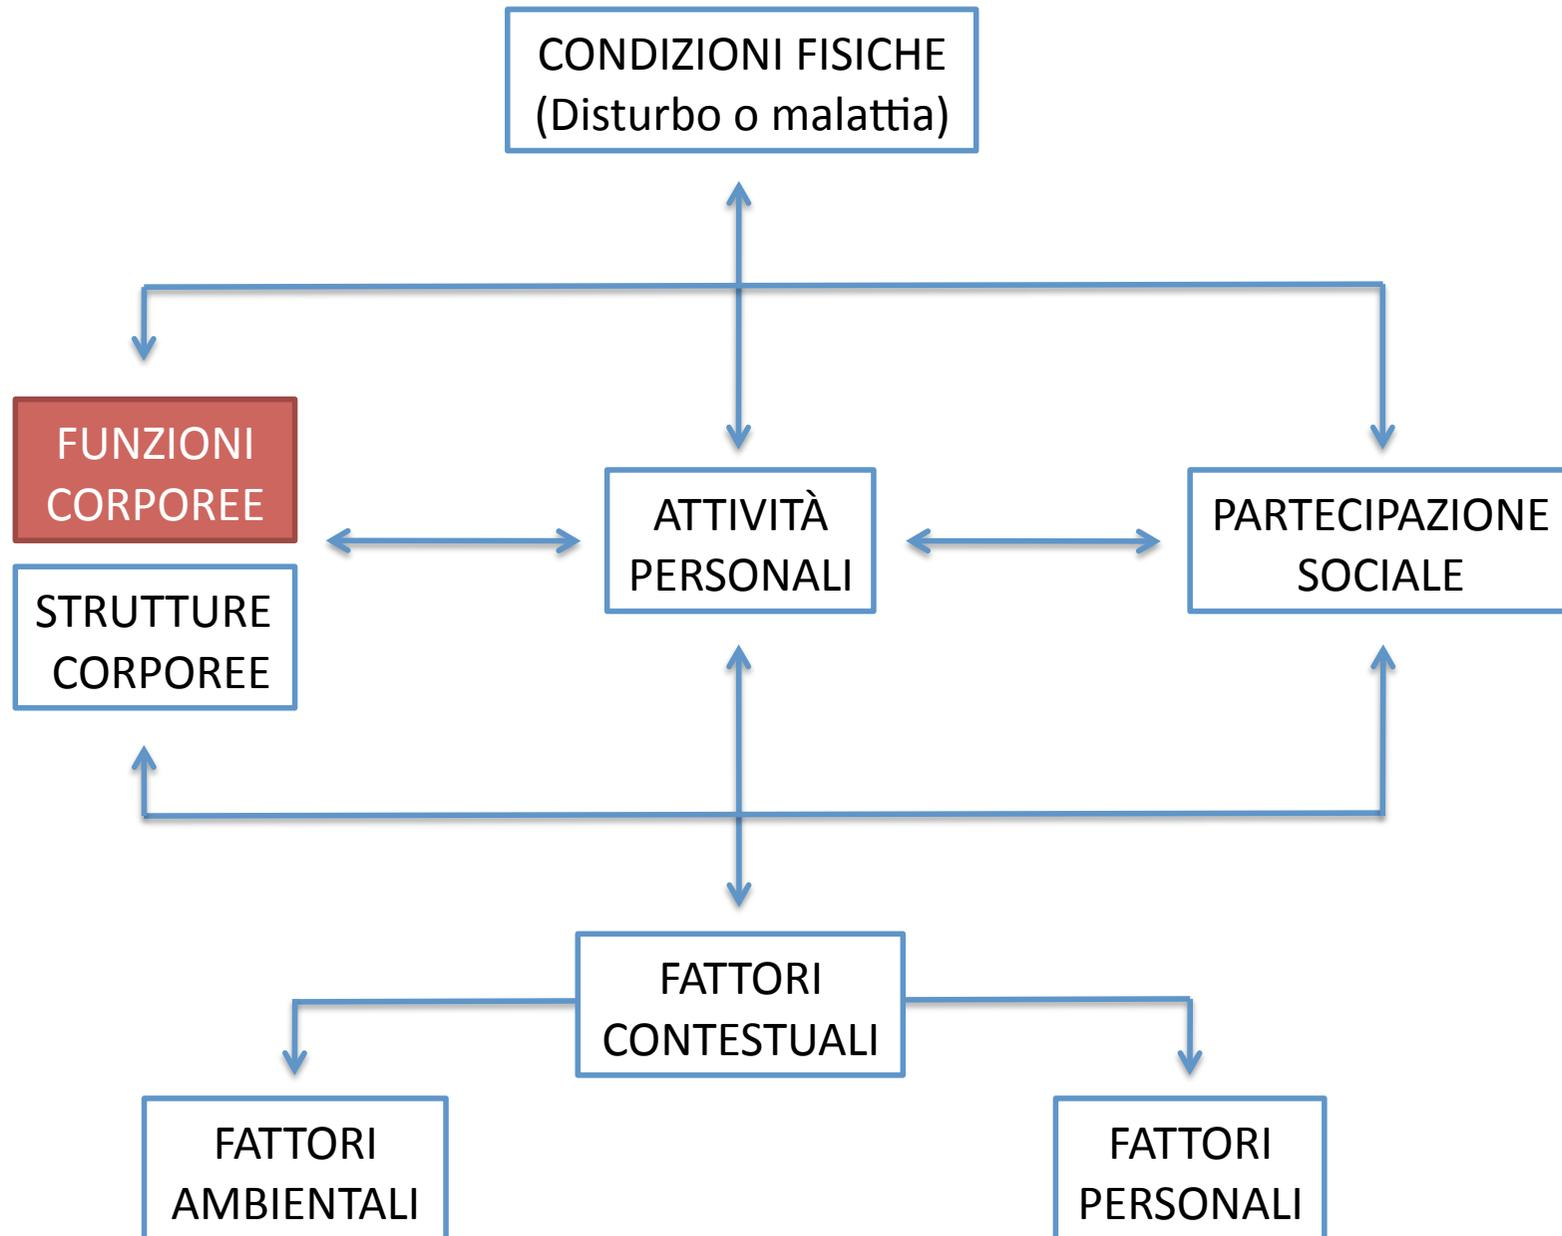 CONDIZIONI FISICHE
(Disturbo o malattia)
FUNZIONI
CORPOREE
STRUTTURE
CORPOREE
ATTIVITÀ
PERSONALI
PARTECIPAZIONE
SOCIALE
FATTORI
CONTESTUALI
FATTORI
AMBIENTALI
FATTORI
PERSONALI